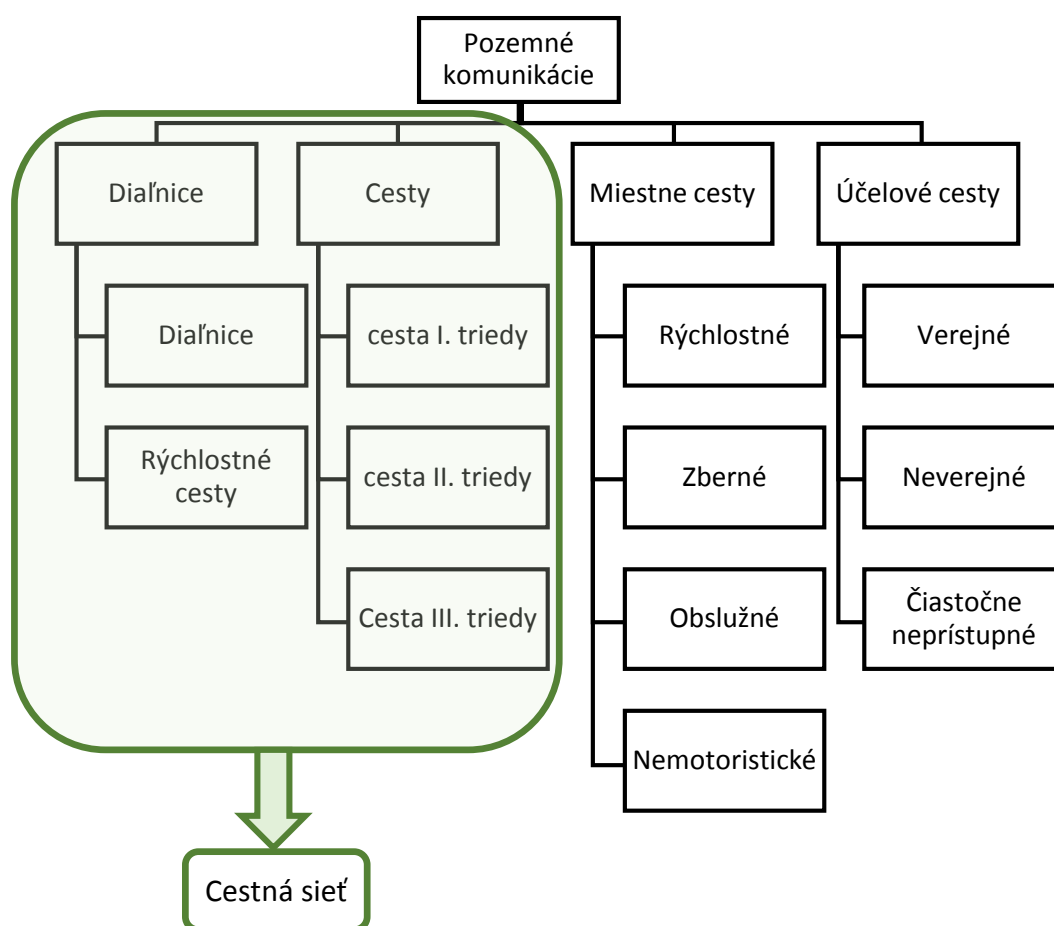 Pozemné
komunikácie
Diaľnice
Cesty
Miestne cesty
Účelové cesty
Diaľnice
cesta I. triedy
Rýchlostné
Verejné
Rýchlostné
cesty
cesta II. triedy
Zberné
Neverejné
Cesta III. triedy
Obslužné
Čiastočne
neprístupné
Nemotoristické
Cestná sieť